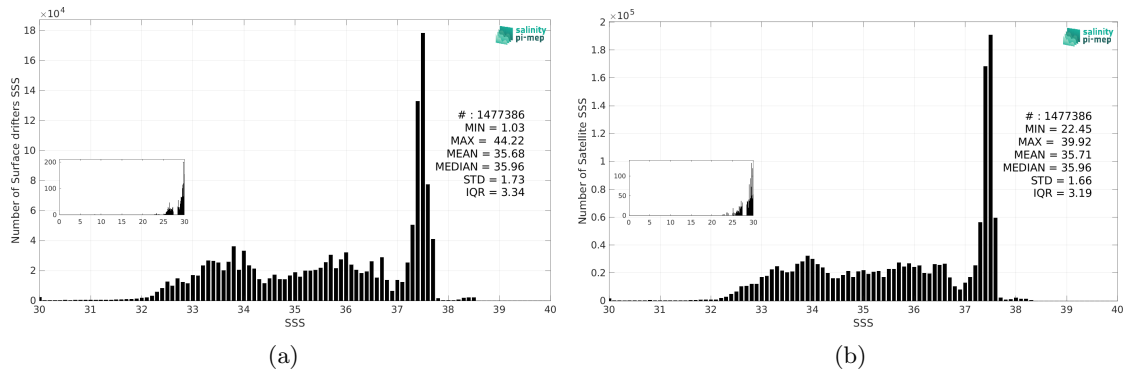 ×10⁴
18
16
14
12
10
8
6
4
2
0
Number of Surface drifters SSS
salinity
pi-mep
# : 1477386
MIN = 1.03
MAX = 44.22
MEAN = 35.68
MEDIAN = 35.96
STD = 1.73
IQR = 3.34
200
100
0
0 5 10 15 20 25 30
30 31 32 33 34 35 36 37 38 39 40
SSS
(a)
×10⁵
2
1.8
1.6
1.4
1.2
1
0.8
0.6
0.4
0.2
0
Number of Satellite SSS
salinity
pi-mep
# : 1477386
MIN = 22.45
MAX = 39.92
MEAN = 35.71
MEDIAN = 35.96
STD = 1.66
IQR = 3.19
100
50
0
0 5 10 15 20 25 30
30 31 32 33 34 35 36 37 38 39 40
SSS
(b)